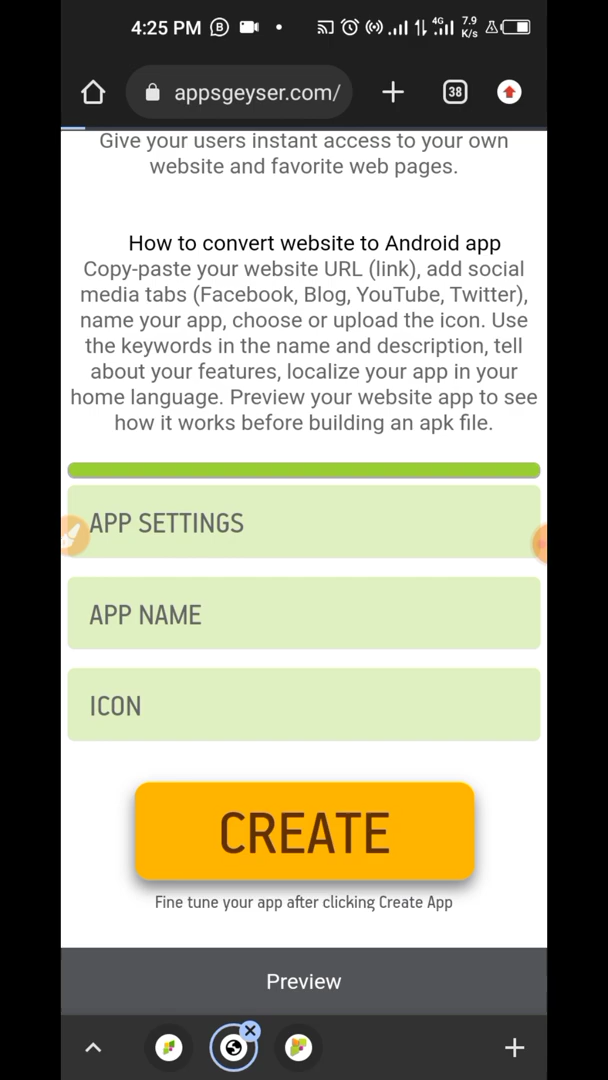 4:25 PM
4G
7.9
K/s
appsgeyser.com/
38
Give your users instant access to your own
website and favorite web pages.
How to convert website to Android app
Copy-paste your website URL (link), add social
media tabs (Facebook, Blog, YouTube, Twitter),
name your app, choose or upload the icon. Use
the keywords in the name and description, tell
about your features, localize your app in your
home language. Preview your website app to see
how it works before building an apk file.
APP SETTINGS
APP NAME
ICON
CREATE
Fine tune your app after clicking Create App
Preview